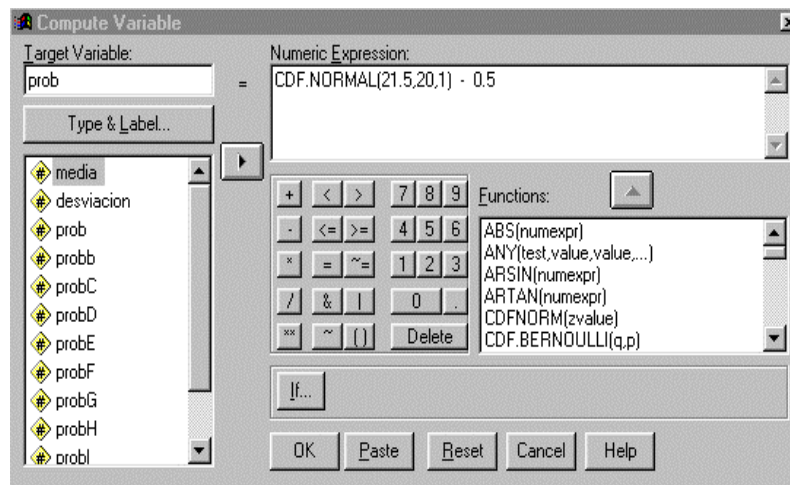 Compute Variable
Target Variable:
prob
=
Numeric Expression:
CDF.NORMAL(21.5,20,1) - 0.5
Type & Label...
media
desviacion
prob
probb
probC
probD
probE
probF
probG
probH
probI
+ < > 7 8 9
- <= >= 4 5 6
* = ~= 1 2 3
/ & | 0 .
** ~ () Delete
Functions:
ABS(numexpr)
ANY(test,value,value,...)
ARSIN(numexpr)
ARTAN(numexpr)
CDFNORM(zvalue)
CDF.BERNOULLI(q,p)
If...
OK Paste Reset Cancel Help